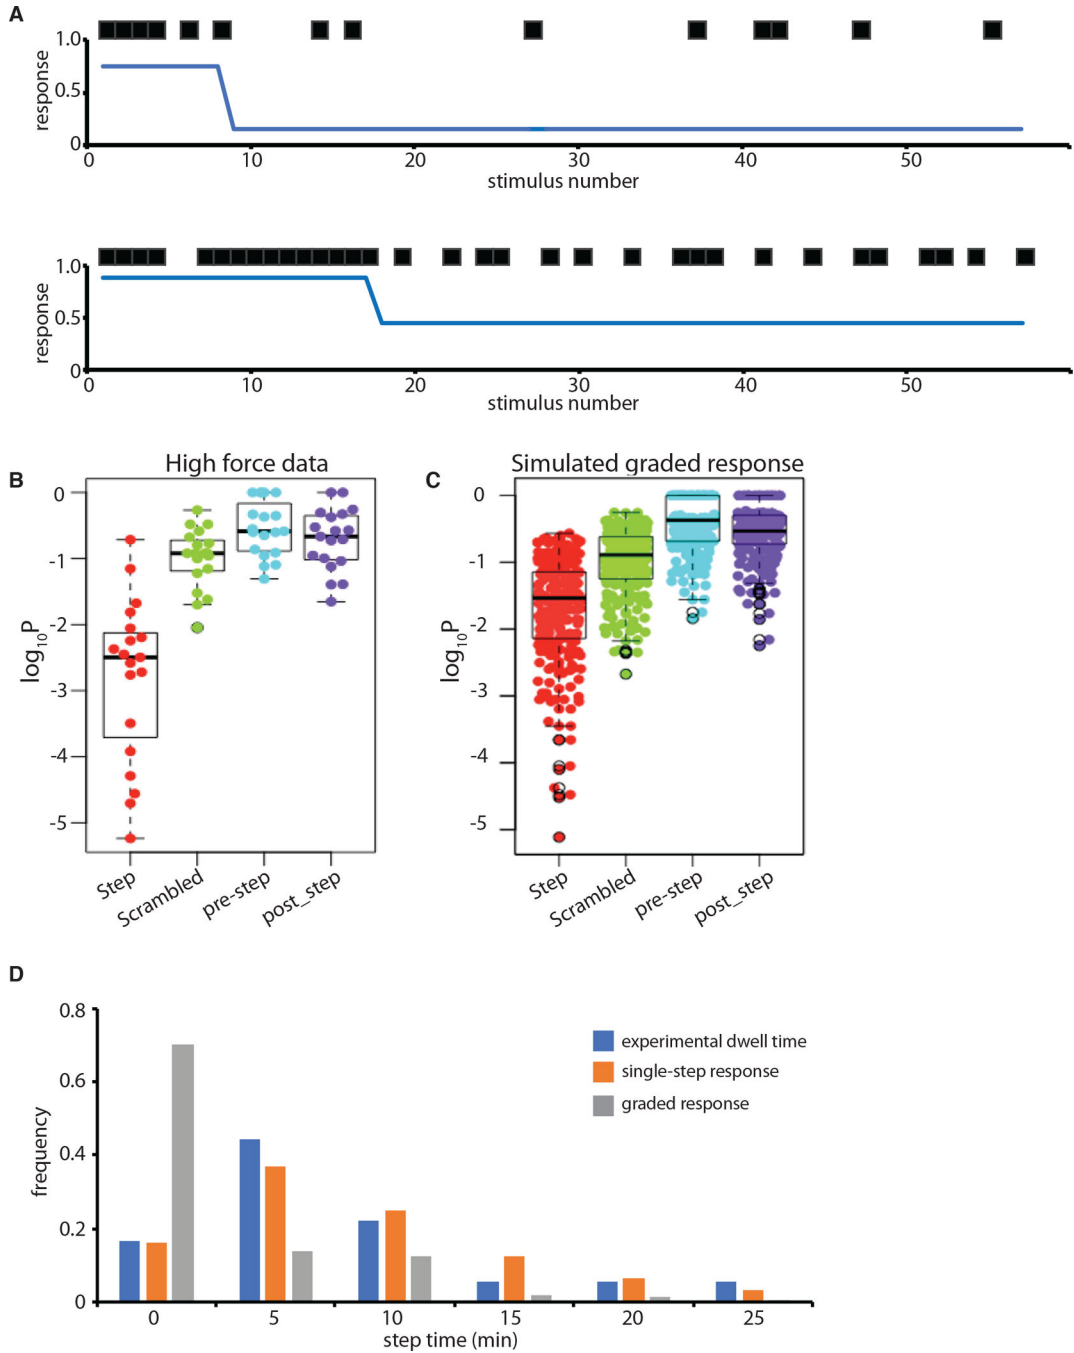 A
1.0
0.5
0
response
0 10 20 30 40 50
stimulus number
1.0
0.5
0
response
0 10 20 30 40 50
stimulus number
B
High force data
0
-1
-2
-3
-4
-5
log10P
Step Scrambled pre-step post_step
C
Simulated graded response
0
-1
-2
-3
-4
-5
log10P
Step Scrambled pre-step post_step
D
0.8
0.6
0.4
0.2
0
frequency
experimental dwell time
single-step response
graded response
0 5 10 15 20 25
step time (min)